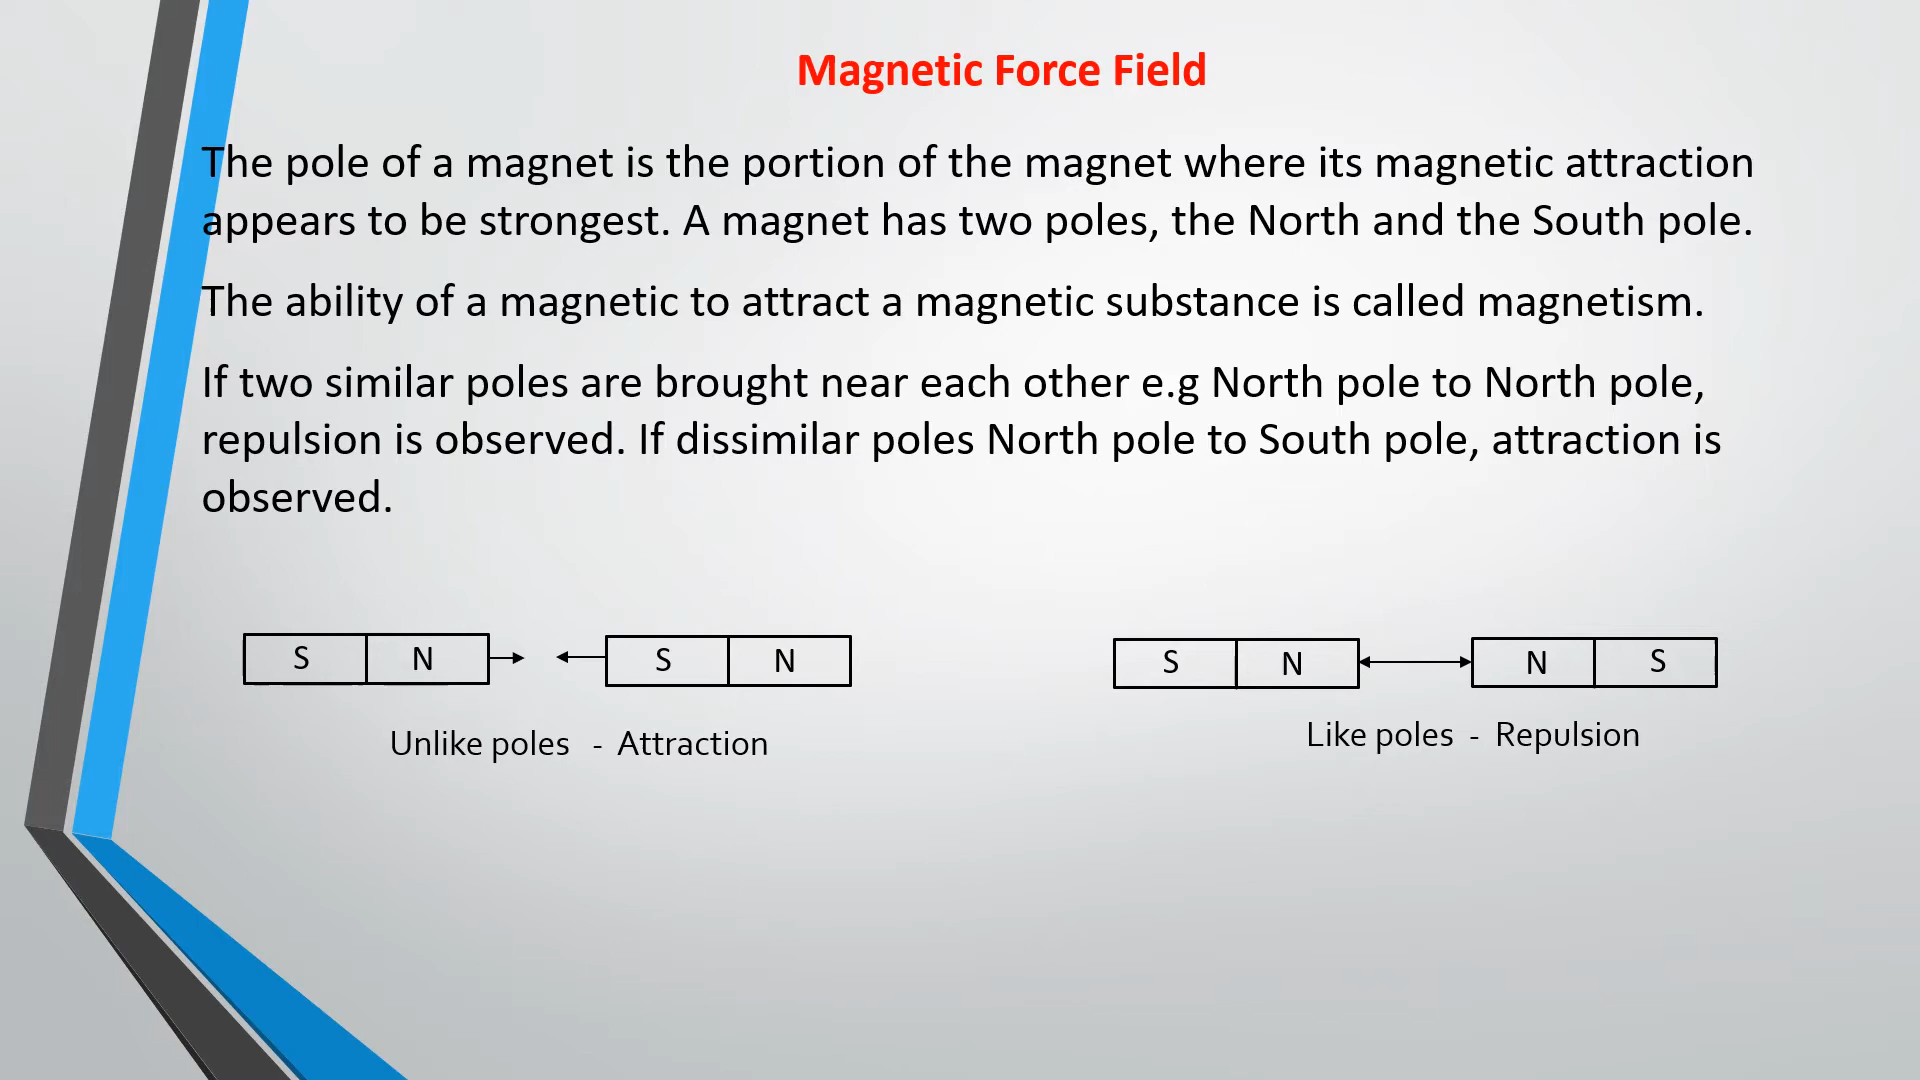 Magnetic Force Field
The pole of a magnet is the portion of the magnet where its magnetic attraction
appears to be strongest. A magnet has two poles, the North and the South pole.
The ability of a magnetic to attract a magnetic substance is called magnetism.
If two similar poles are brought near each other e.g North pole to North pole,
repulsion is observed. If dissimilar poles North pole to South pole, attraction is
observed.
S N S N
Unlike poles - Attraction
S N N S
Like poles - Repulsion